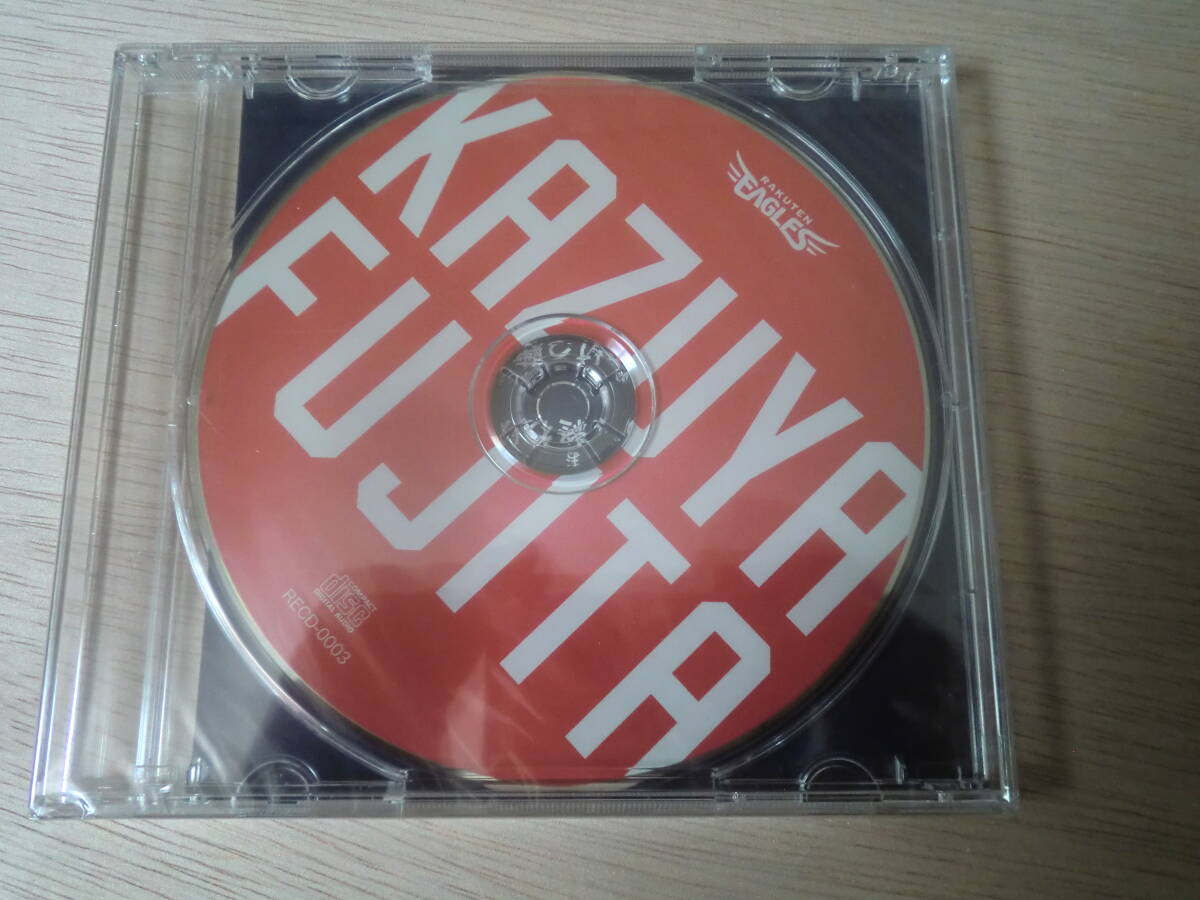 KAZUYA
FUJITA
RAKUTEN
EAGLES
COMPACT
disc
DIGITAL AUDIO
RECD-0003